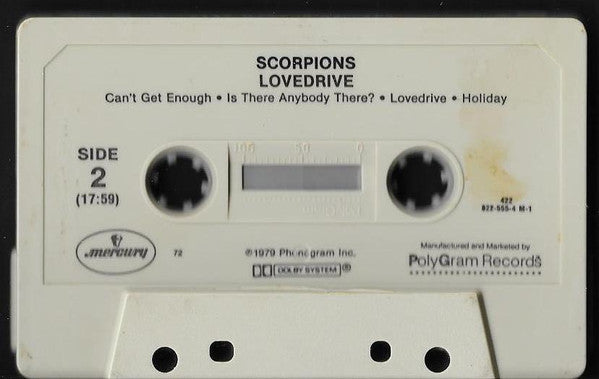 SCORPIONS
LOVEDRIVE
Can't Get Enough • Is There Anybody There? • Lovedrive • Holiday
SIDE
2
(17:59)
100 50 0
422
822-555-4 M-1
mercury
72
℗1979 Phonogram Inc.
DOLBY SYSTEM ®
Manufactured and Marketed by
PolyGram Records